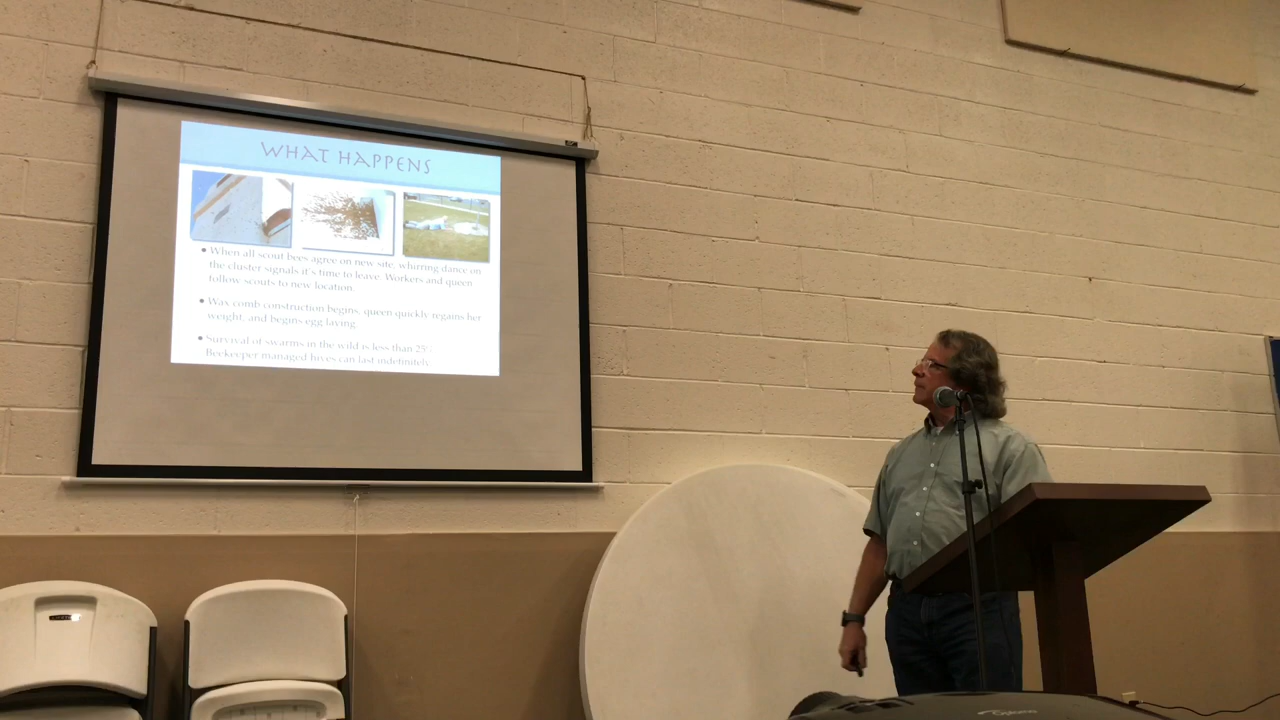 WHAT HAPPENS
• When all scout bees agree on new site, whurring dance on
the cluster signals it's time to leave. Workers and queen
follow scouts to new location.
• Wax comb construction begins, queen quickly regains her
weight, and begins egg laying.
• Survival of swarms in the wild is less than 25%
Beekeeper managed hives can last indefinitely.
Optoma